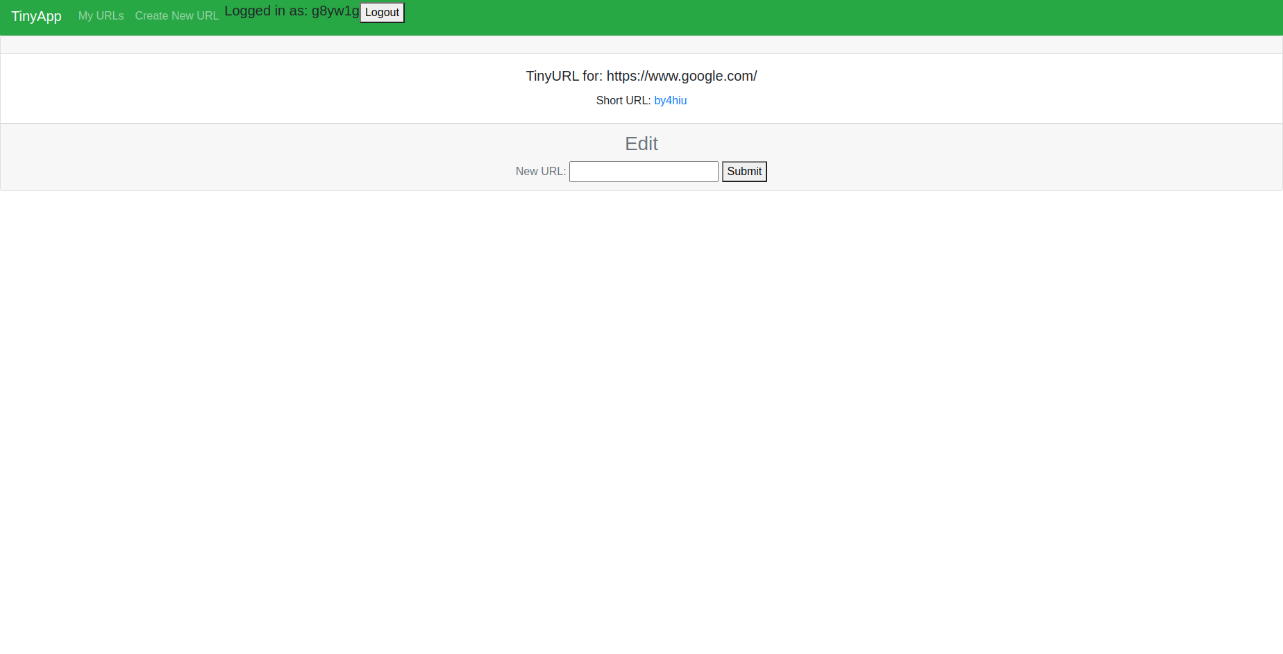 TinyApp My URLs Create New URL Logged in as: g8yw1g Logout
TinyURL for: https://www.google.com/
Short URL: by4hiu
Edit
New URL: Submit